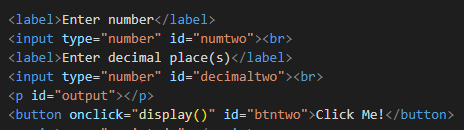 <label>Enter number</label>
<input type="number" id="numtwo"><br>
<label>Enter decimal place(s)</label>
<input type="number" id="decimaltwo"><br>
<p id="output"></p>
<button onclick="display()" id="btntwo">Click Me!</button>